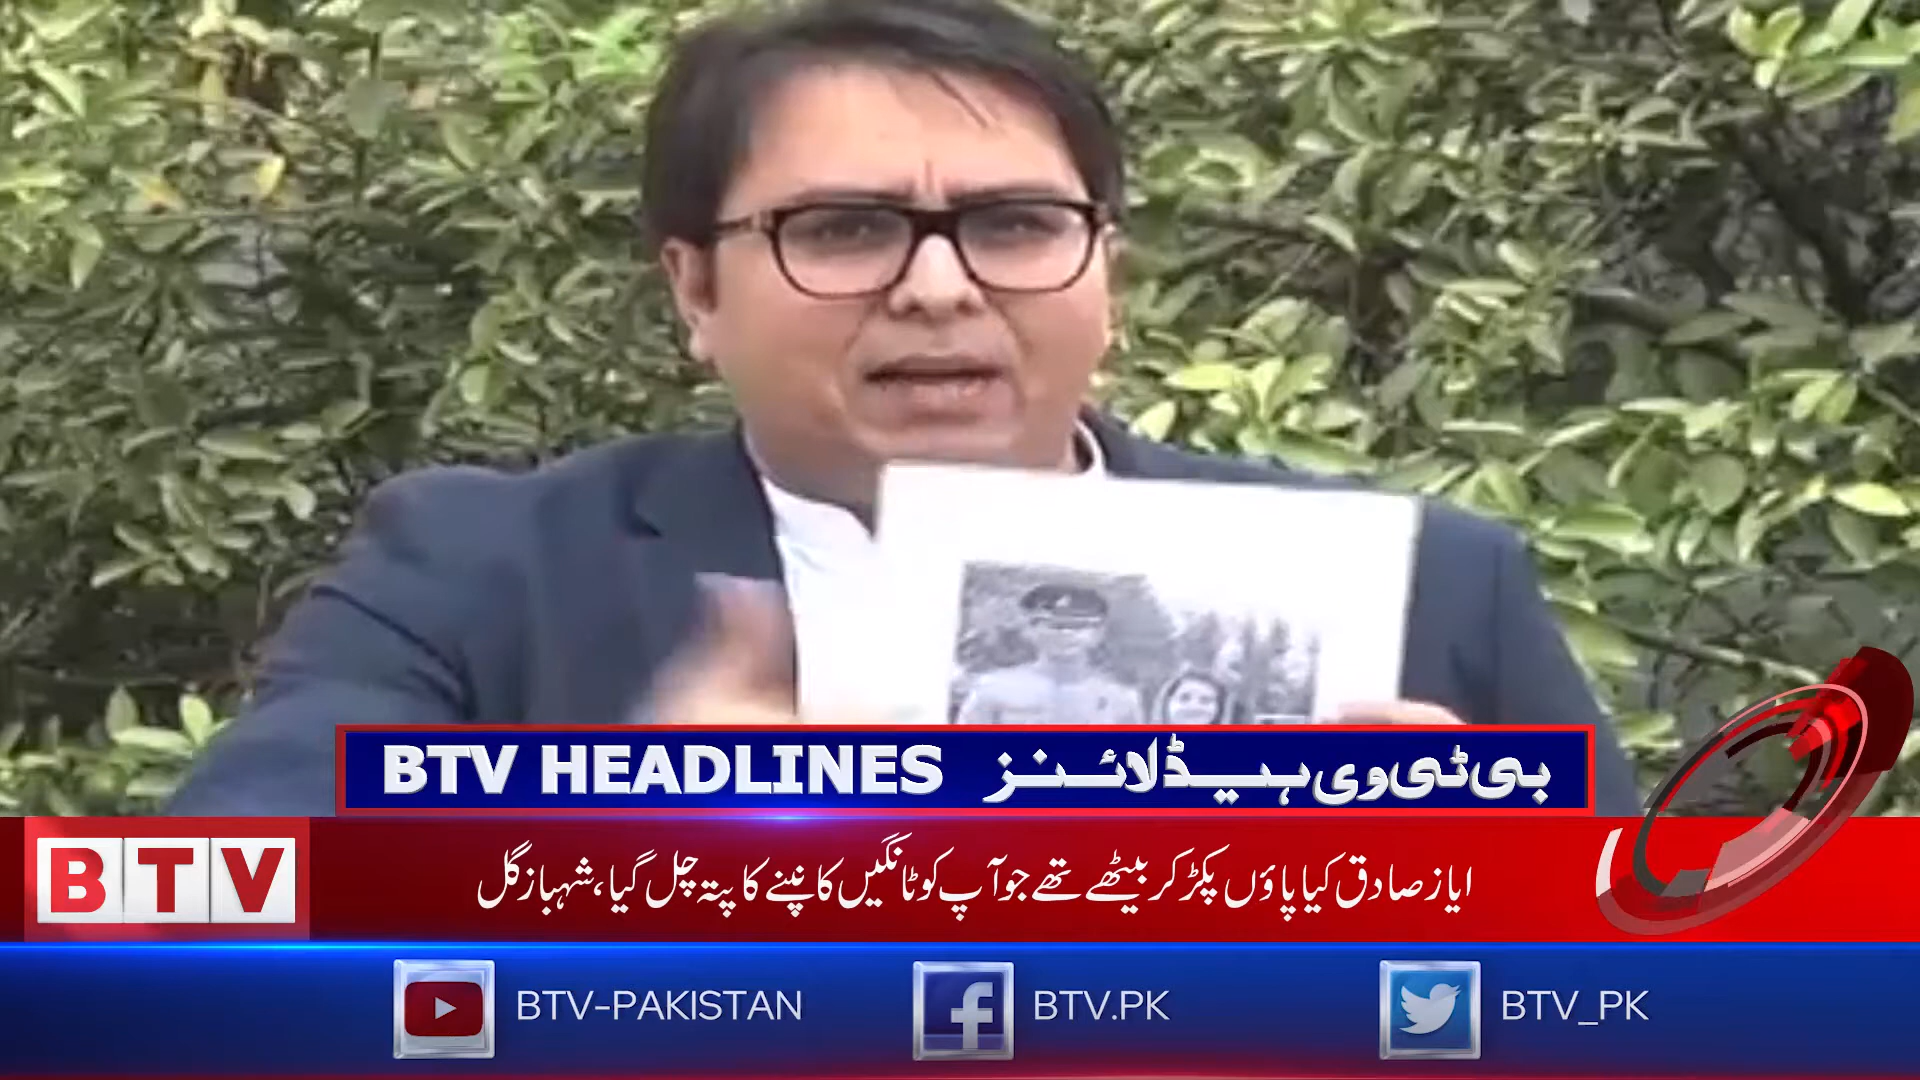 BTV HEADLINES بی ٹی وی ہیڈلائنز
BTV
ایاز صادق کیا پاؤں پکڑ کر بیٹھے تھے جو آپ کو ٹانگیں کانپنے کا پتہ چل گیا، شہباز گل
BTV-PAKISTAN
BTV.PK
BTV_PK